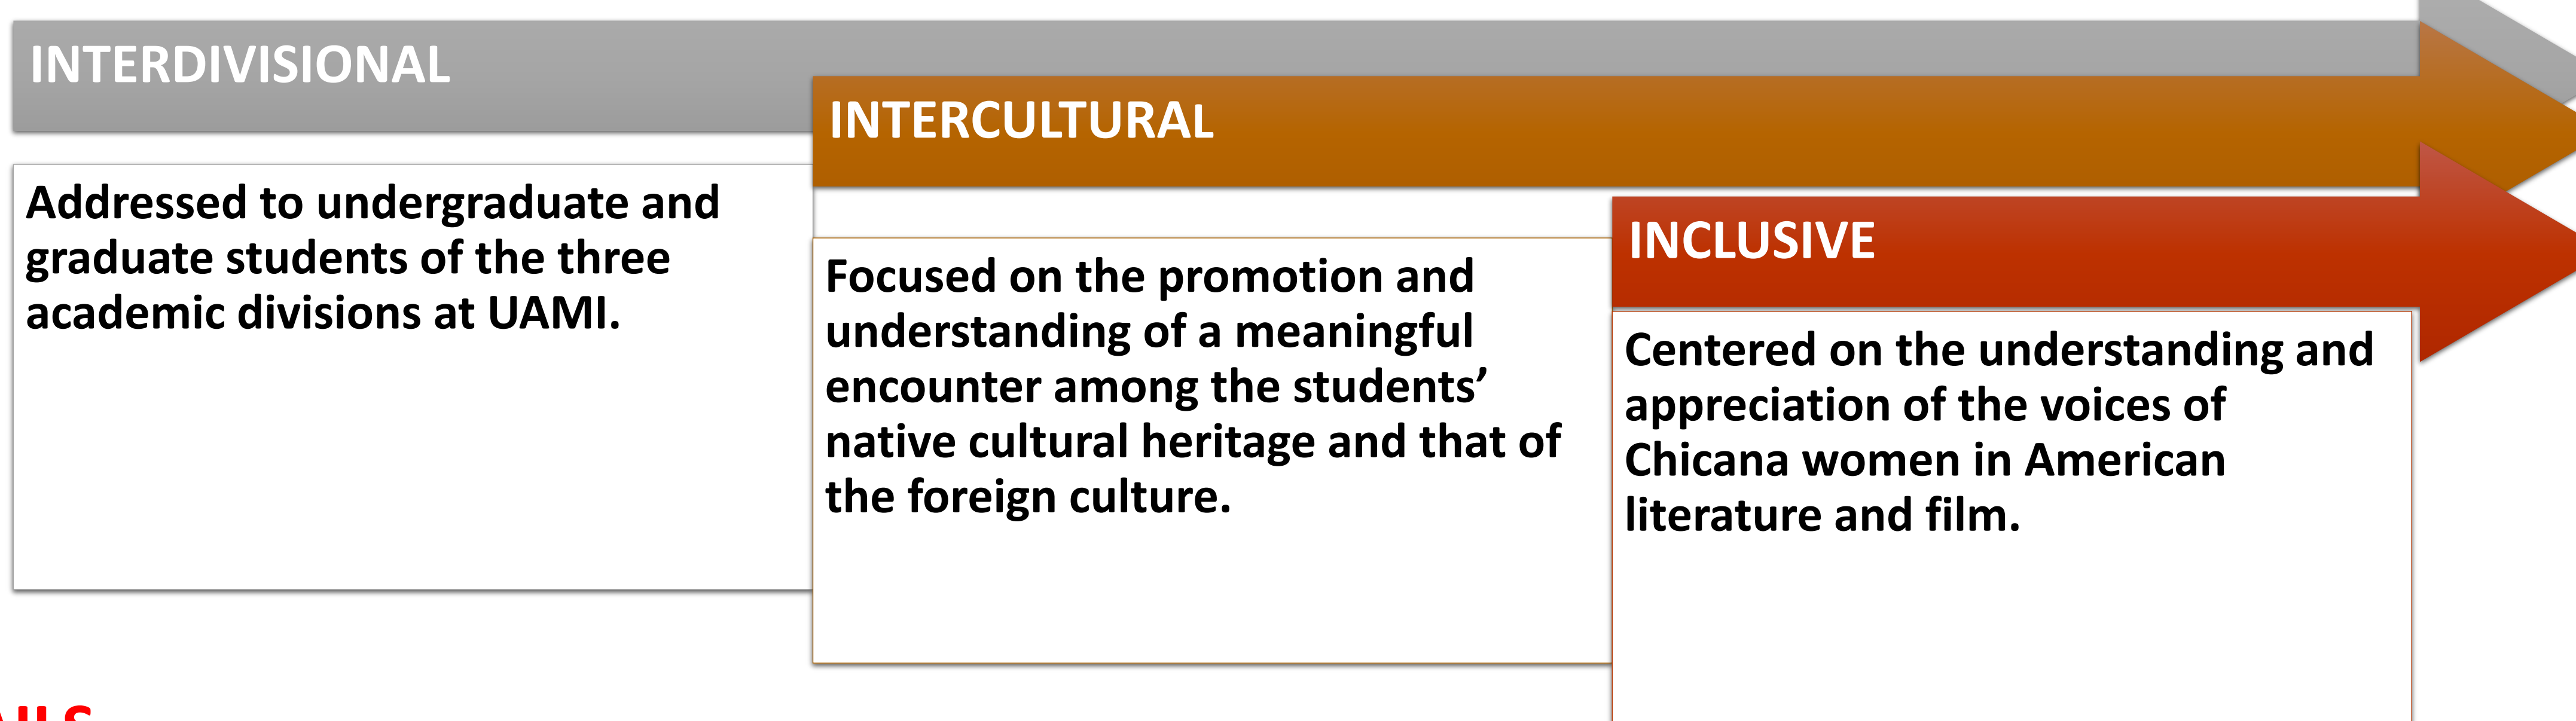 INTERDIVISIONAL
Addressed to undergraduate and
graduate students of the three
academic divisions at UAMI.
INTERCULTURAL
Focused on the promotion and
understanding of a meaningful
encounter among the students’
native cultural heritage and that of
the foreign culture.
INCLUSIVE
Centered on the understanding and
appreciation of the voices of
Chicana women in American
literature and film.